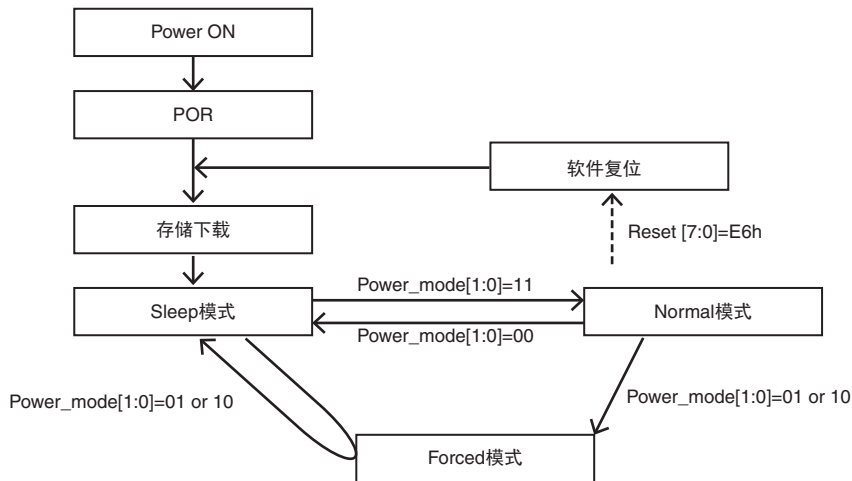 Power ON
POR
软件复位
存储下载
Reset [7:0]=E6h
Power_mode[1:0]=11
Sleep模式
Normal模式
Power_mode[1:0]=00
Power_mode[1:0]=01 or 10
Power_mode[1:0]=01 or 10
Forced模式